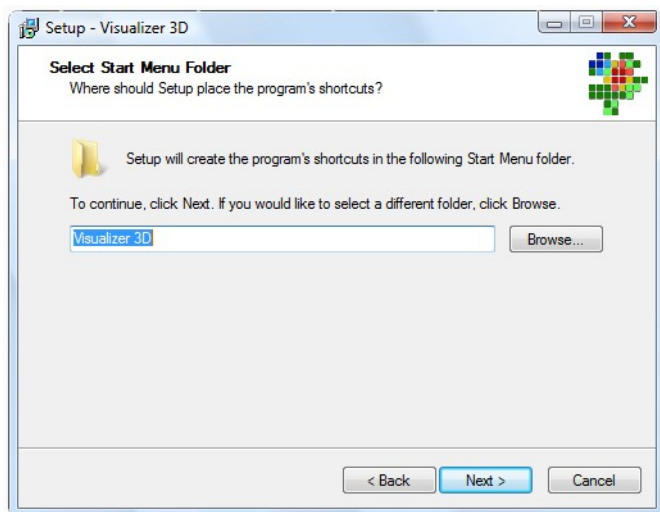 Setup - Visualizer 3D
Select Start Menu Folder
Where should Setup place the program's shortcuts?
Setup will create the program's shortcuts in the following Start Menu folder.
To continue, click Next. If you would like to select a different folder, click Browse.
Visualizer 3D
Browse...
< Back
Next >
Cancel